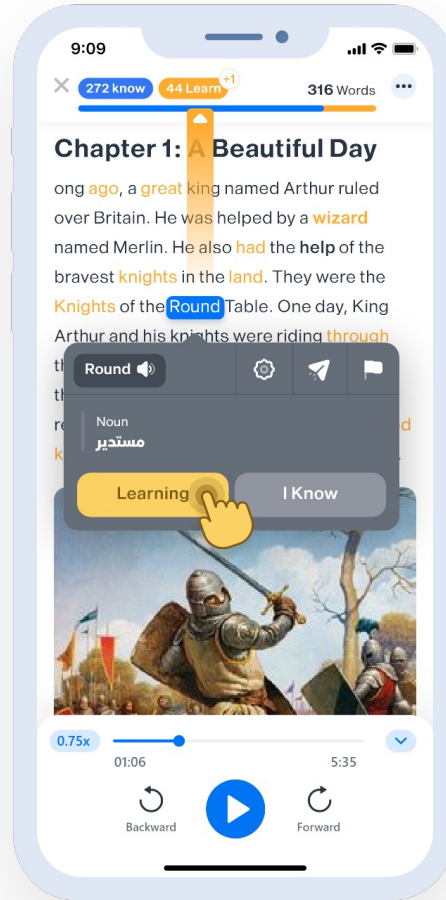 9:09
272 know
44 Learn
+1
316 Words
Chapter 1: A Beautiful Day
ong ago, a great king named Arthur ruled
over Britain. He was helped by a wizard
named Merlin. He also had the help of the
bravest knights in the land. They were the
Knights of the Round Table. One day, King
Arthur and his knights were riding through
Round
Noun
مستدير
Learning
I Know
0.75x
01:06
5:35
Backward
Forward